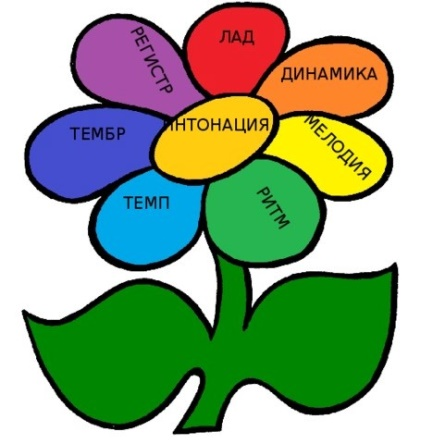 ЛАД
РЕГИСТР
ДИНАМИКА
ИНТОНАЦИЯ
ТЕМБР
МЕЛОДИЯ
ТЕМП
РИТМ